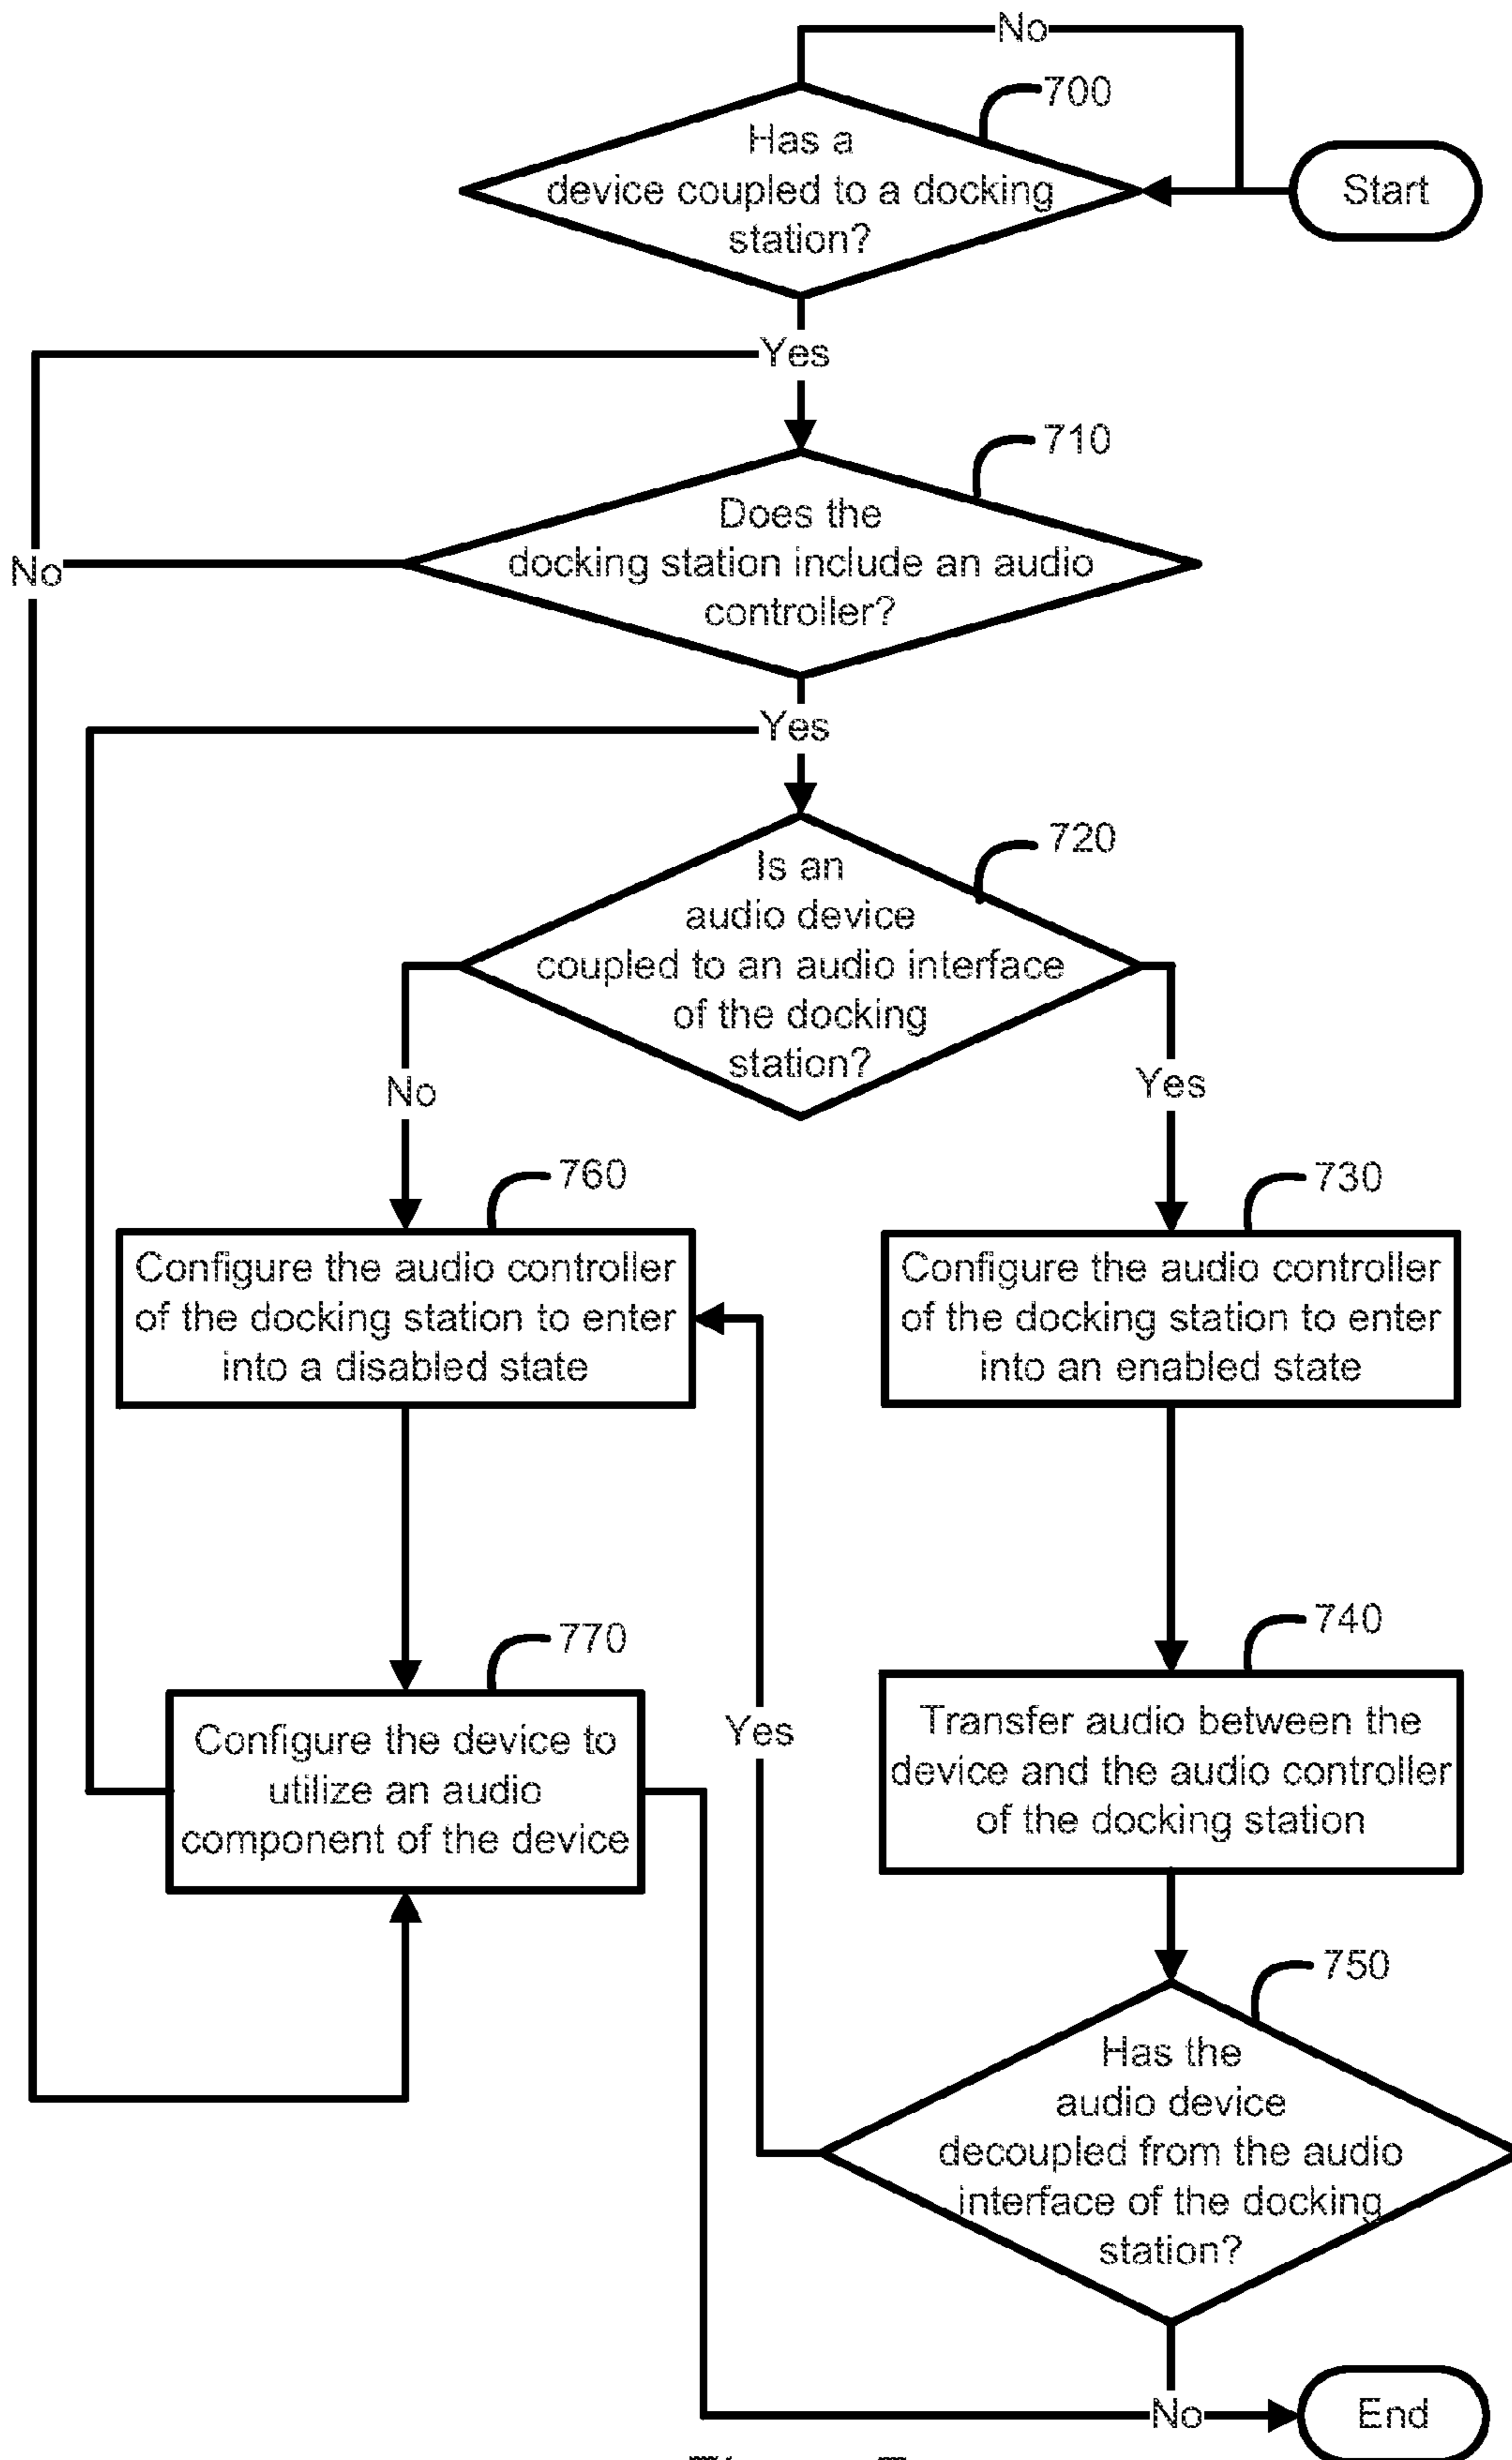 No
700
Has a
device coupled to a docking
station?
Start
Yes
710
Does the
docking station include an audio
controller?
No
Yes
720
Is an
audio device
coupled to an audio interface
of the docking
station?
No
Yes
760
730
Configure the audio controller
of the docking station to enter
into a disabled state
Configure the audio controller
of the docking station to enter
into an enabled state
770
740
Configure the device to
utilize an audio
component of the device
Yes
Transfer audio between the
device and the audio controller
of the docking station
750
Has the
audio device
decoupled from the audio
interface of the docking
station?
No
End